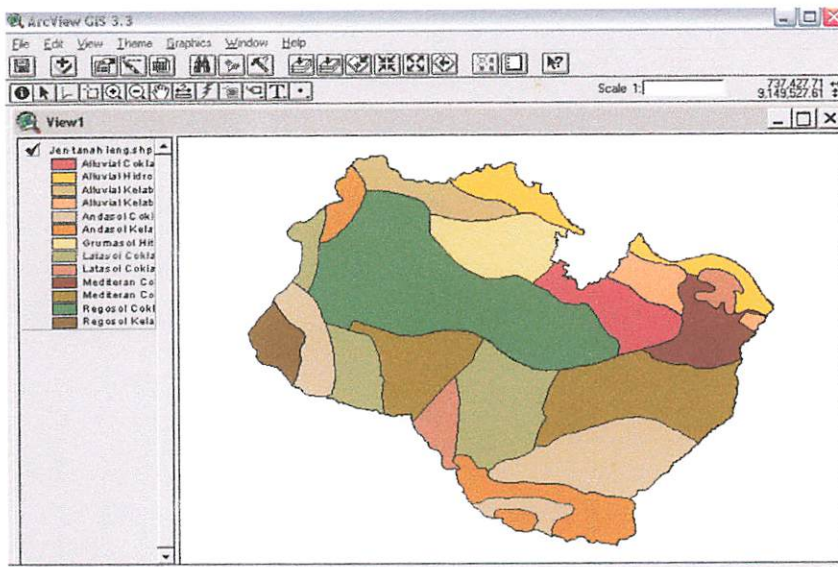 ArcView GIS 3.3
File Edit View Theme Graphics Window Help
Scale 1:
737,427.71
9,149,527.61
View1
Jen tanah leng.shp
Alluvial Cokla
Alluvial Hidro
Alluvial Kelab
Alluvial Kelab
Andasol Cokl
Andasol Kela
Grumasol Hit
Latasol Cokla
Latasol Cokla
Mediteran Co
Mediteran Co
Regosol Cokl
Regosol Kela